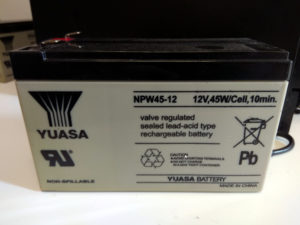 NPW45-12 12V,45W/Cell,10min.
valve regulated
sealed lead-acid type
rechargeable battery
YUASA
Pb
NON-SPILLABLE
YUASA BATTERY
MADE IN CHINA